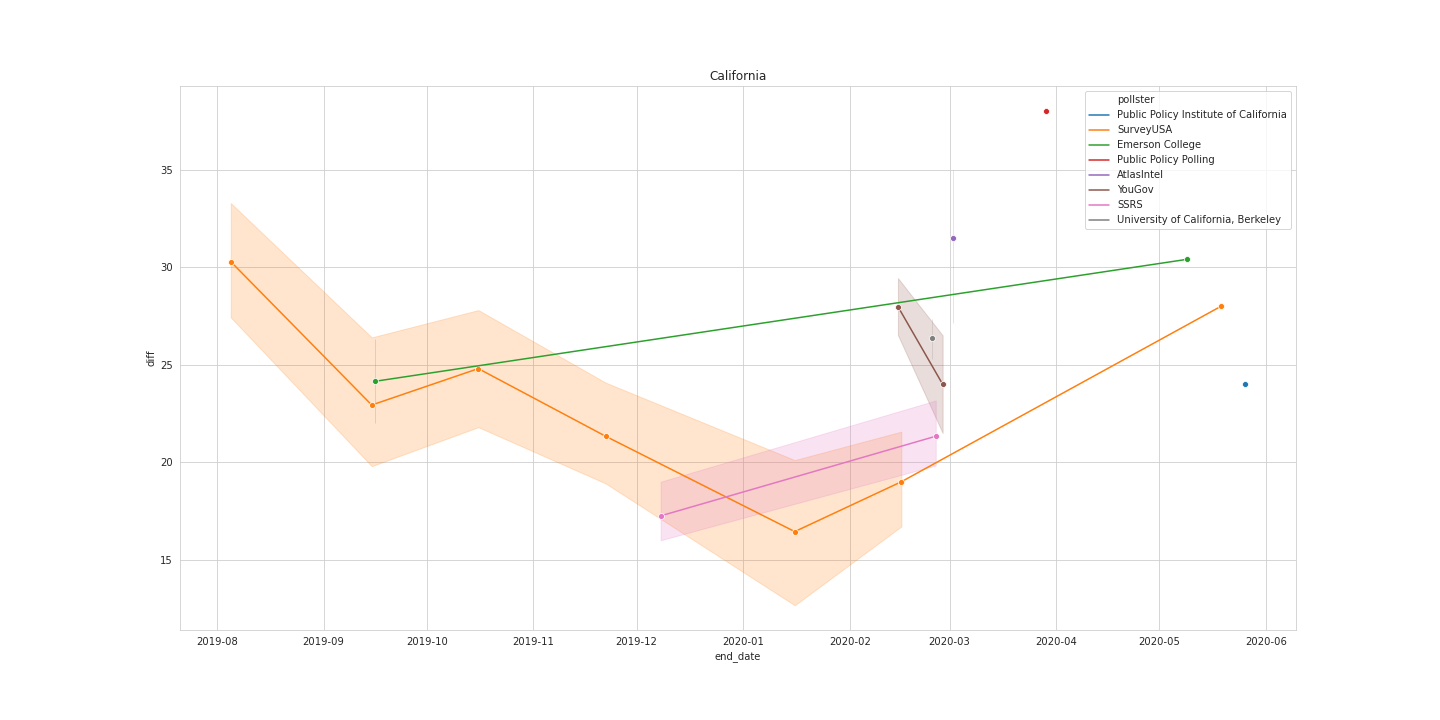 California
pollster
Public Policy Institute of California
SurveyUSA
Emerson College
Public Policy Polling
AtlasIntel
YouGov
SSRS
University of California, Berkeley
diff
35
30
25
20
15
2019-08 2019-09 2019-10 2019-11 2019-12 2020-01 2020-02 2020-03 2020-04 2020-05 2020-06
end_date